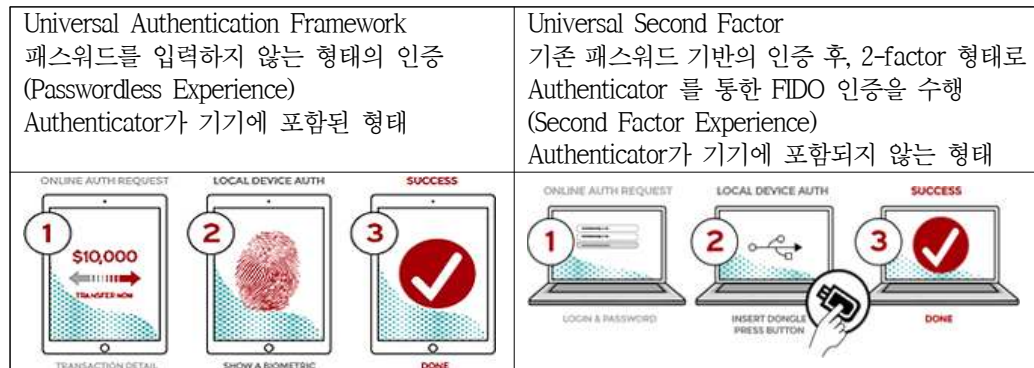 Universal Authentication Framework
패스워드를 입력하지 않는 형태의 인증
(Passwordless Experience)
Authenticator가 기기에 포함된 형태
Universal Second Factor
기존 패스워드 기반의 인증 후, 2-factor 형태로
Authenticator 를 통한 FIDO 인증을 수행
(Second Factor Experience)
Authenticator가 기기에 포함되지 않는 형태
ONLINE AUTH REQUEST
LOCAL DEVICE AUTH
SUCCESS
1
2
3
$10,000
TRANSFER NOW
TRANSACTION DETAIL
SHOW A BIOMETRIC
DONE
ONLINE AUTH REQUEST
LOCAL DEVICE AUTH
SUCCESS
1
2
3
LOGIN & PASSWORD
INSERT DONGLE
PRESS BUTTON
DONE